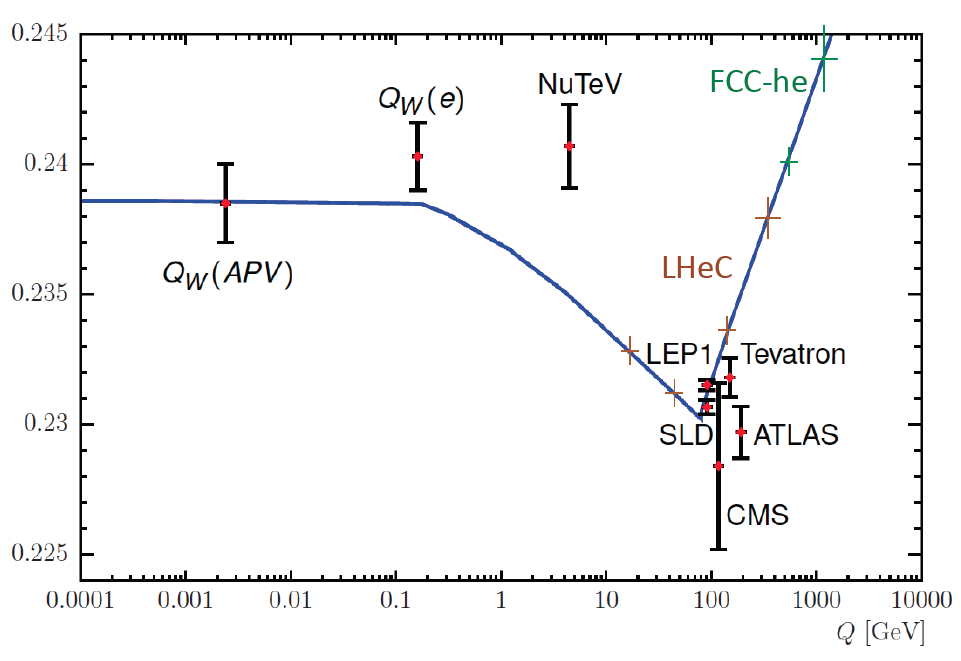 0.245
FCC-he
NuTeV
Q_W(e)
0.24
Q_W(APV)
LHeC
0.235
LEP1
Tevatron
0.23
SLD
ATLAS
CMS
0.225
0.0001 0.001 0.01 0.1 1 10 100 1000 10000
Q [GeV]